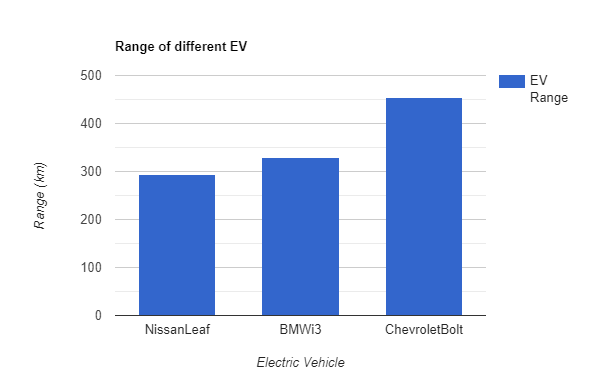 Range of different EV
500
400
300
200
100
0
Range (km)
NissanLeaf BMWi3 ChevroletBolt
Electric Vehicle
EV
Range